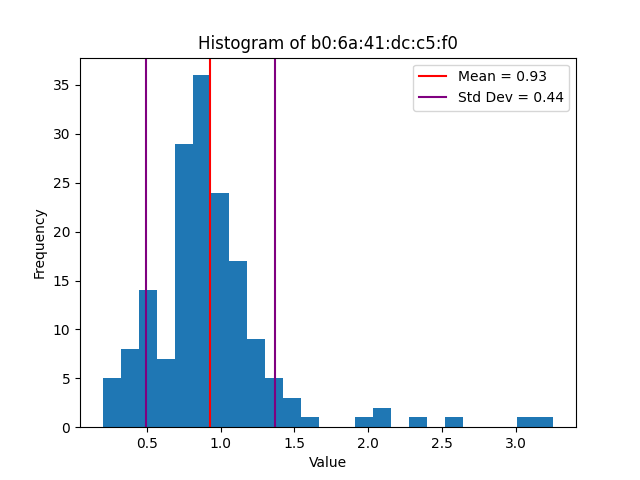 Histogram of b0:6a:41:dc:c5:f0
Mean = 0.93
Std Dev = 0.44
Frequency
35
30
25
20
15
10
5
0
0.5 1.0 1.5 2.0 2.5 3.0
Value